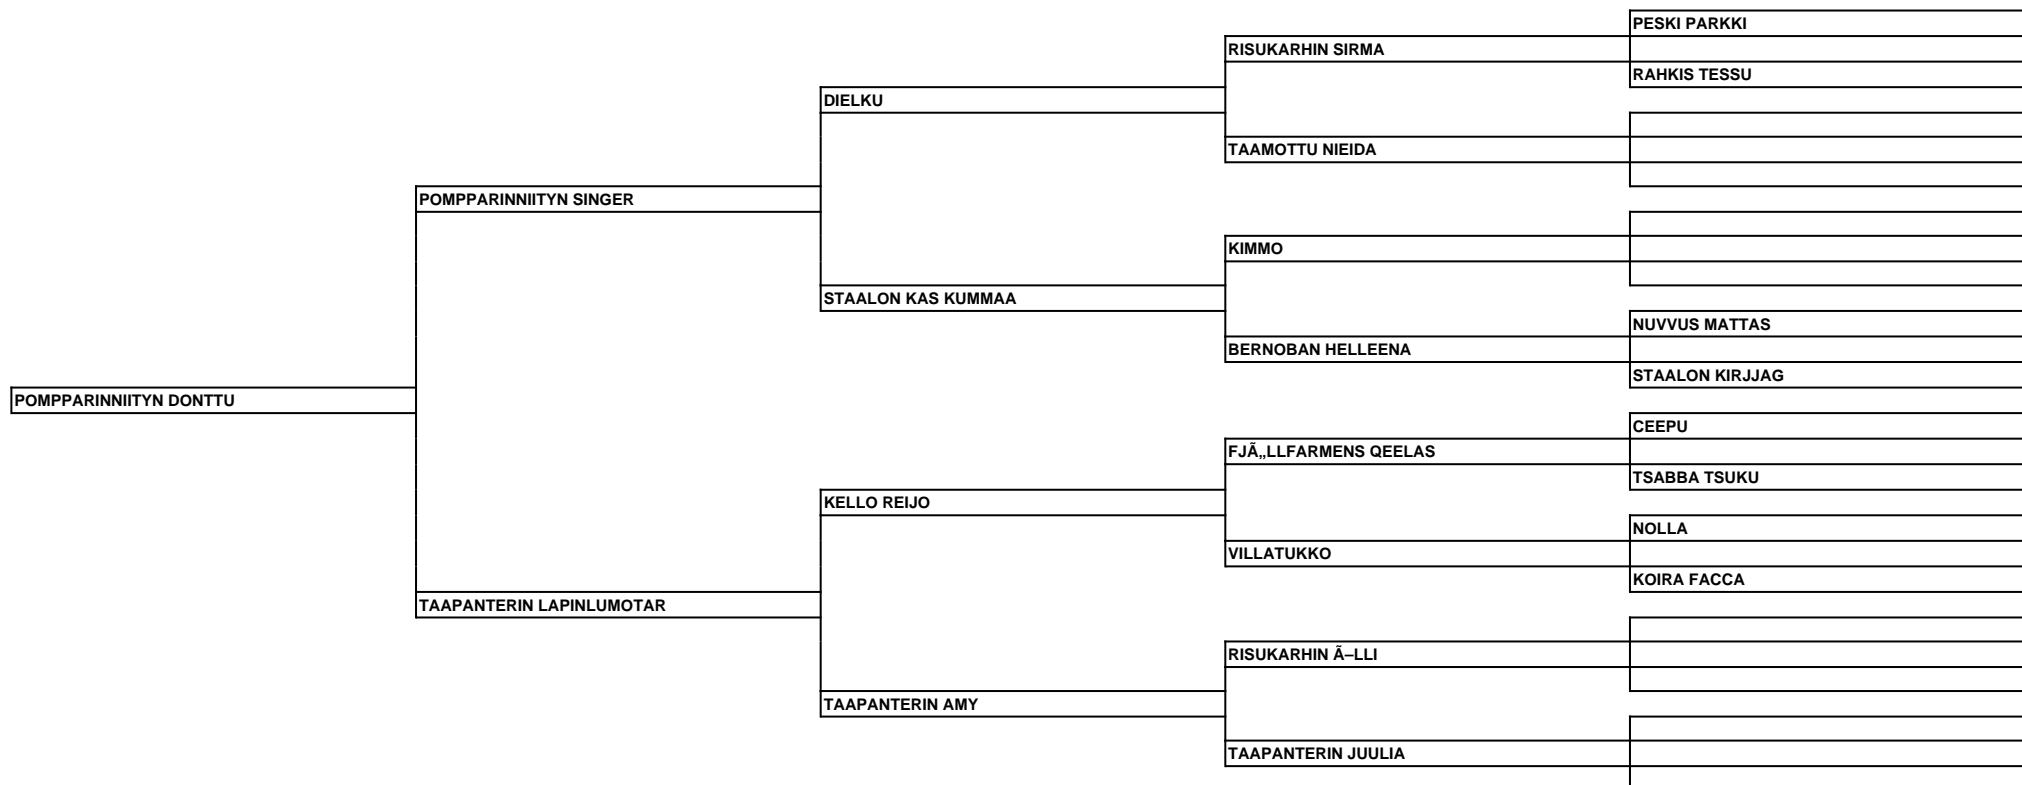 PESKI PARKKI
RISUKARHIN SIRMA
RAHKIS TESSU
DIELKU
TAAMOTTU NIEIDA
POMPPARINNIITYN SINGER
KIMMO
STAALON KAS KUMMAA
NUVVUS MATTAS
BERNOBAN HELLEENA
STAALON KIRJJAG
POMPPARINNIITYN DONTTU
CEEPU
FJÃ„LLFARMENS QEELAS
TSABBA TSUKU
KELLO REIJO
NOLLA
VILLATUKKO
KOIRA FACCA
TAAPANTERIN LAPINLUMOTAR
RISUKARHIN Ã–LLI
TAAPANTERIN AMY
TAAPANTERIN JUULIA